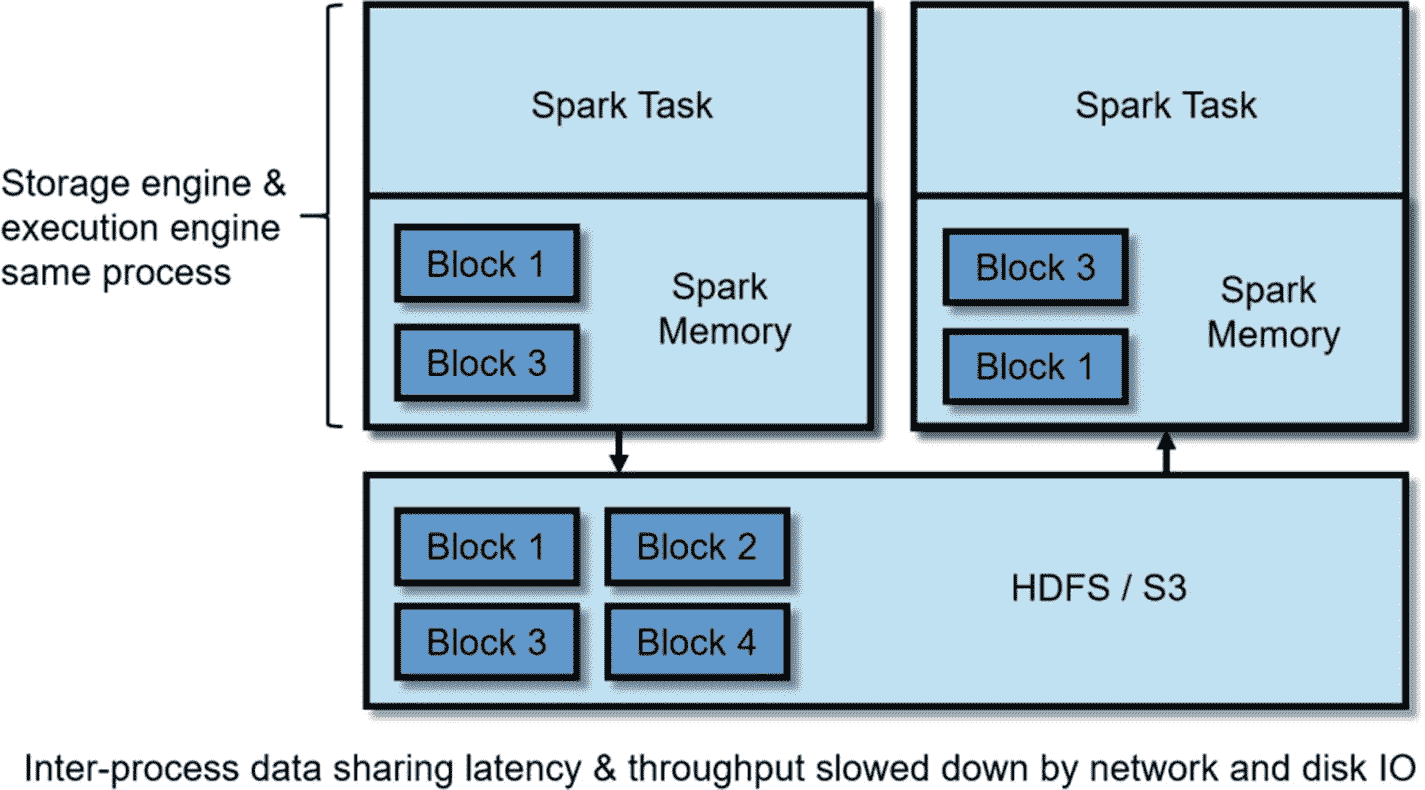 Spark Task
Spark Task
Storage engine &
execution engine
same process
Block 1
Block 3
Spark
Memory
Block 3
Block 1
Spark
Memory
Block 1
Block 2
Block 3
Block 4
HDFS / S3
Inter-process data sharing latency & throughput slowed down by network and disk IO